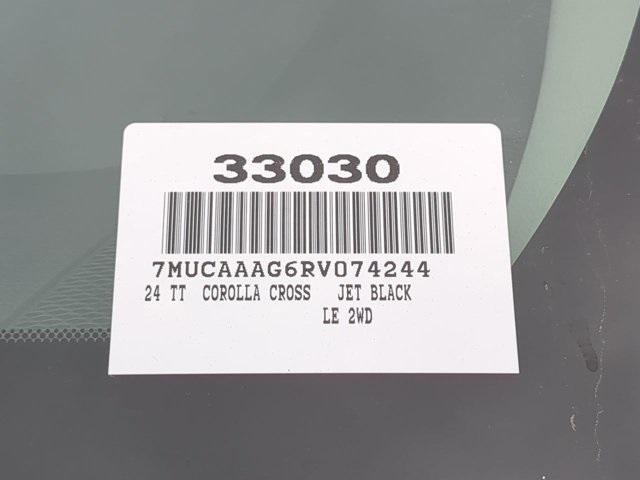 33030
7MUCAAAG6RV074244
24 TT COROLLA CROSS JET BLACK
LE 2WD